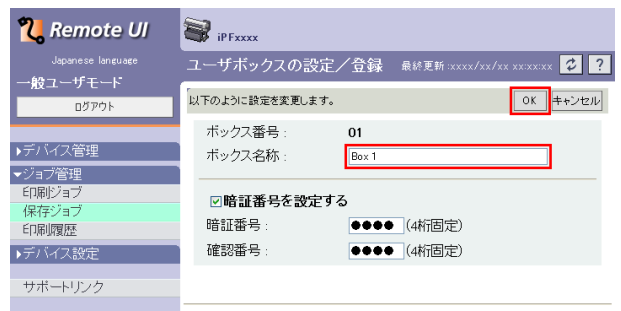 Remote UI
Japanese language
一般ユーザモード
ログアウト
▶デバイス管理
▼ジョブ管理
印刷ジョブ
保存ジョブ
印刷履歴
▶デバイス設定
サポートリンク
iPFxxxx
ユーザボックスの設定／登録 最終更新:xxxx/xx/xx xx:xx:xx ?
以下のように設定を変更します。 OK キャンセル
ボックス番号 : 01
ボックス名称 : Box 1
暗証番号を設定する
暗証番号 : ●●●● (4桁固定)
確認番号 : ●●●● (4桁固定)